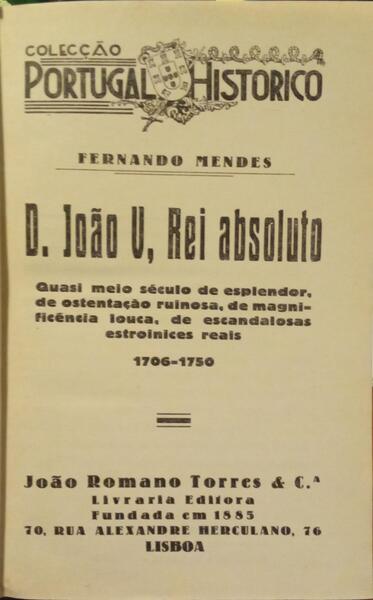 COLECÇÃO
PORTUGAL HISTORICO
FERNANDO MENDES
D. João V, Rei absoluto
Quasi meio século de esplendor,
de ostentação ruinosa, de magni-
ficência louca, de escandalosas
estroinices reais
1706-1750
João Romano Torres & C.ª
Livraria Editora
Fundada em 1885
70, RUA ALEXANDRE HERCULANO, 76
LISBOA